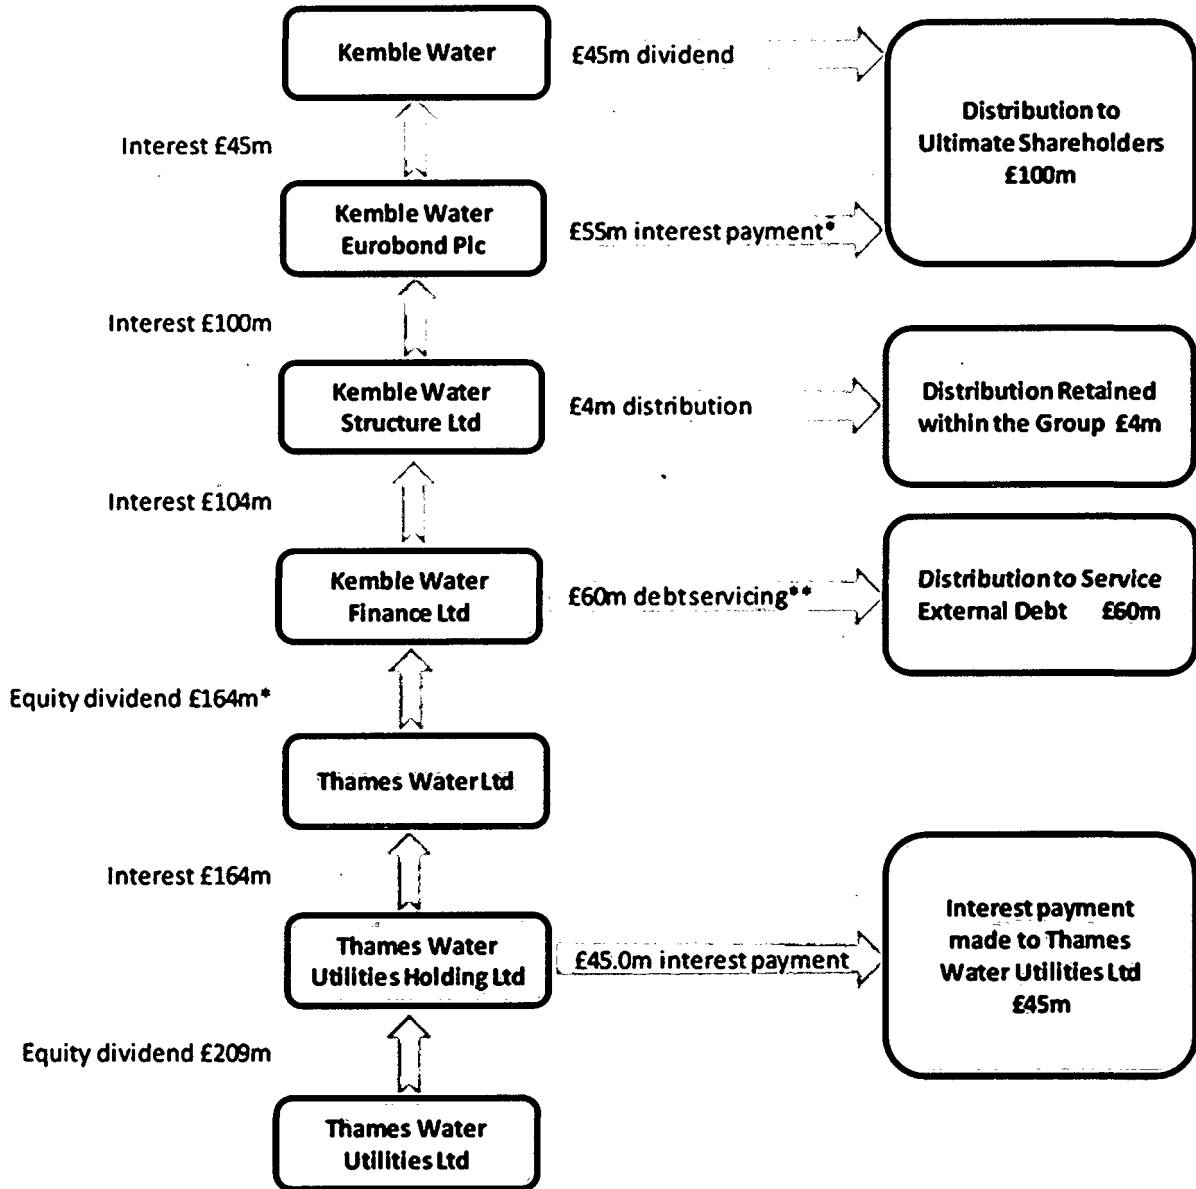 Kemble Water
£45m dividend
Distribution to
Ultimate Shareholders
£100m
Interest £45m
Kemble Water
Eurobond Plc
£55m interest payment*
Interest £100m
Kemble Water
Structure Ltd
£4m distribution
Distribution Retained
within the Group £4m
Interest £104m
Kemble Water
Finance Ltd
£60m debt servicing**
Distribution to Service
External Debt £60m
Equity dividend £164m*
Thames Water Ltd
Interest £164m
Thames Water
Utilities Holding Ltd
£45.0m interest payment
Interest payment
made to Thames
Water Utilities Ltd
£45m
Equity dividend £209m
Thames Water
Utilities Ltd